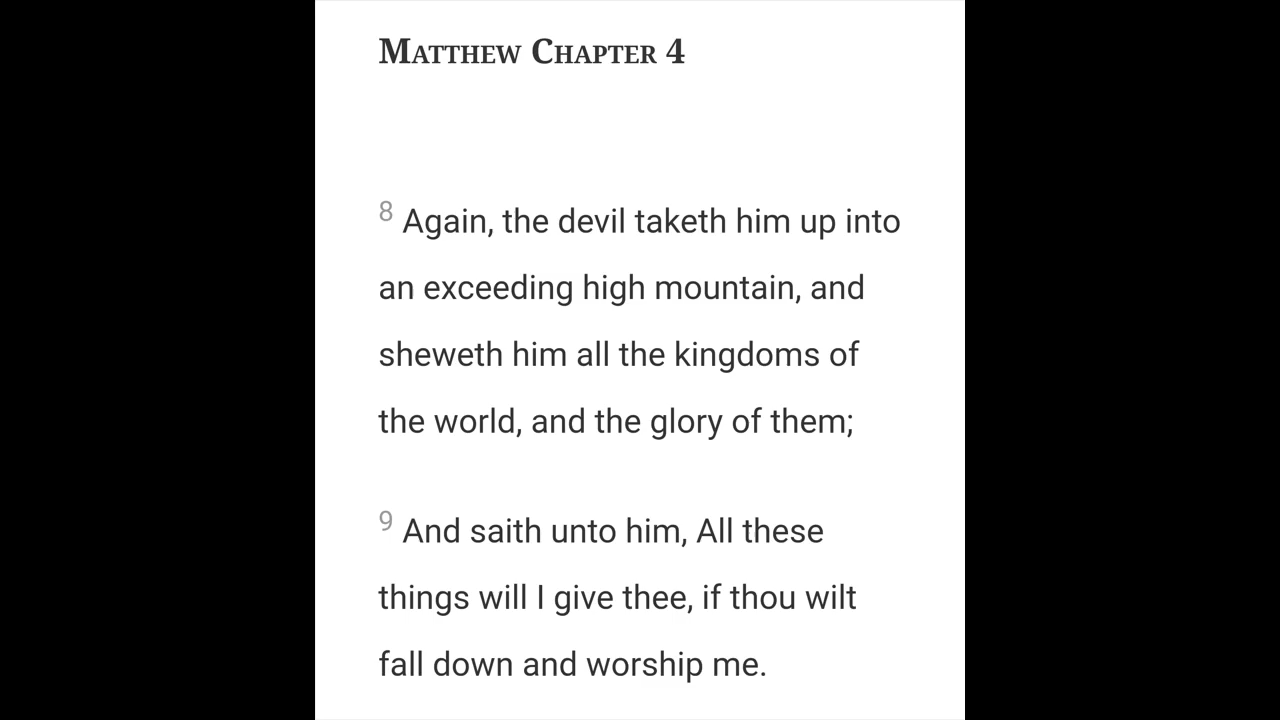 Matthew Chapter 4
8 Again, the devil taketh him up into
an exceeding high mountain, and
sheweth him all the kingdoms of
the world, and the glory of them;
9 And saith unto him, All these
things will I give thee, if thou wilt
fall down and worship me.